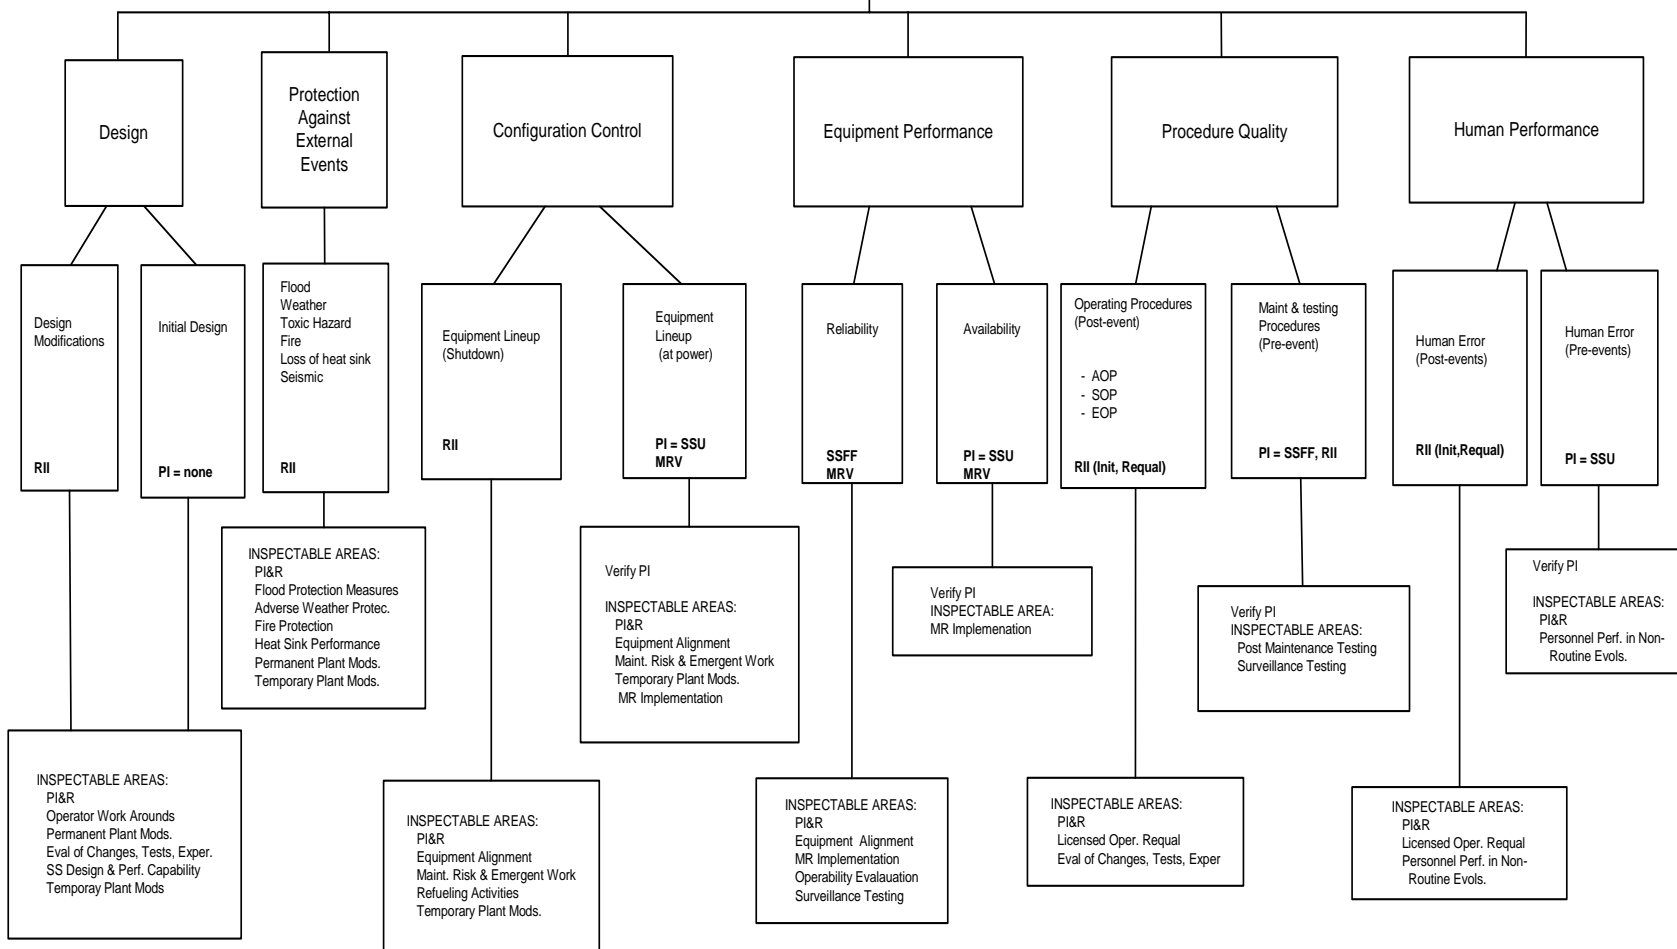 Design
Protection
Against
External
Events
Configuration Control
Equipment Performance
Procedure Quality
Human Performance
Design
Modifications
RII
Initial Design
PI = none
Flood
Weather
Toxic Hazard
Fire
Loss of heat sink
Seismic
RII
Equipment Lineup
(Shutdown)
RII
Equipment
Lineup
(at power)
PI = SSU
MRV
Reliability
SSFF
MRV
Availability
PI = SSU
MRV
Operating Procedures
(Post-event)
- AOP
- SOP
- EOP
RII (Init, Requal)
Maint & testing
Procedures
(Pre-event)
PI = SSFF, RII
Human Error
(Post-events)
RII (Init,Requal)
Human Error
(Pre-events)
PI = SSU
INSPECTABLE AREAS:
PI&R
Flood Protection Measures
Adverse Weather Protec.
Fire Protection
Heat Sink Performance
Permanent Plant Mods.
Temporary Plant Mods.
Verify PI
INSPECTABLE AREAS:
PI&R
Equipment Alignment
Maint. Risk & Emergent Work
Temporary Plant Mods.
MR Implementation
Verify PI
INSPECTABLE AREA:
MR Implemenation
Verify PI
INSPECTABLE AREAS:
Post Maintenance Testing
Surveillance Testing
Verify PI
INSPECTABLE AREAS:
PI&R
Personnel Perf. in Non-
Routine Evols.
INSPECTABLE AREAS:
PI&R
Operator Work Arounds
Permanent Plant Mods.
Eval of Changes, Tests, Exper.
SS Design & Perf. Capability
Temporay Plant Mods
INSPECTABLE AREAS:
PI&R
Equipment Alignment
Maint. Risk & Emergent Work
Refueling Activities
Temporary Plant Mods.
INSPECTABLE AREAS:
PI&R
Equipment Alignment
MR Implementation
Operability Evalauation
Surveillance Testing
INSPECTABLE AREAS:
PI&R
Licensed Oper. Requal
Eval of Changes, Tests, Exper
INSPECTABLE AREAS:
PI&R
Licensed Oper. Requal
Personnel Perf. in Non-
Routine Evols.